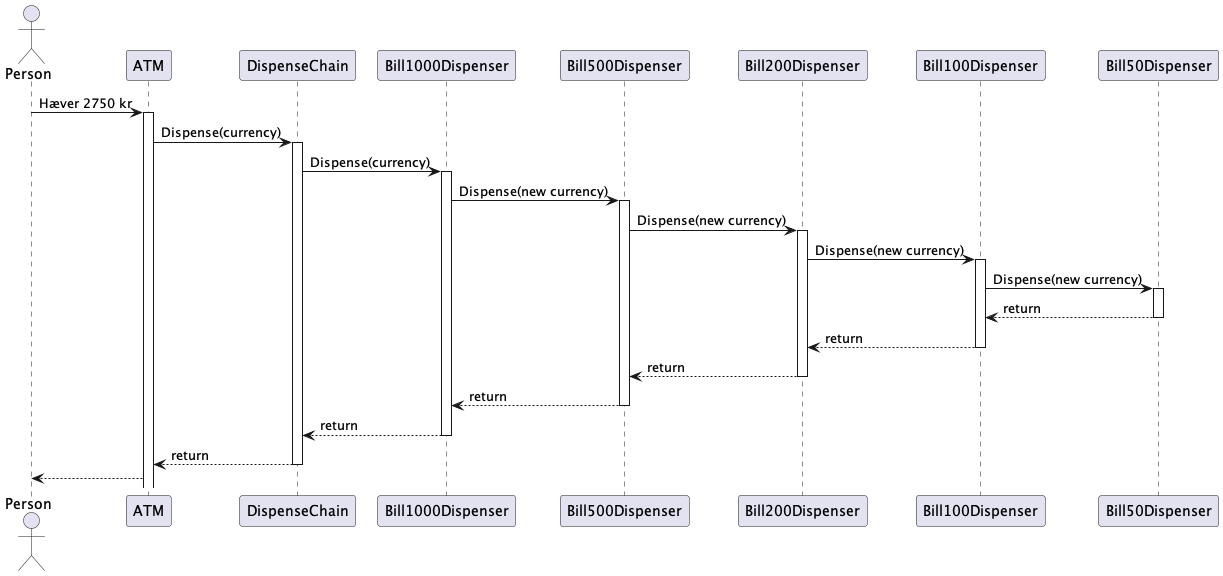 Person
ATM
DispenseChain
Bill1000Dispenser
Bill500Dispenser
Bill200Dispenser
Bill100Dispenser
Bill50Dispenser
Hæver 2750 kr
Dispense(currency)
Dispense(currency)
Dispense(new currency)
Dispense(new currency)
Dispense(new currency)
Dispense(new currency)
return
return
return
return
return
return
Person
ATM
DispenseChain
Bill1000Dispenser
Bill500Dispenser
Bill200Dispenser
Bill100Dispenser
Bill50Dispenser